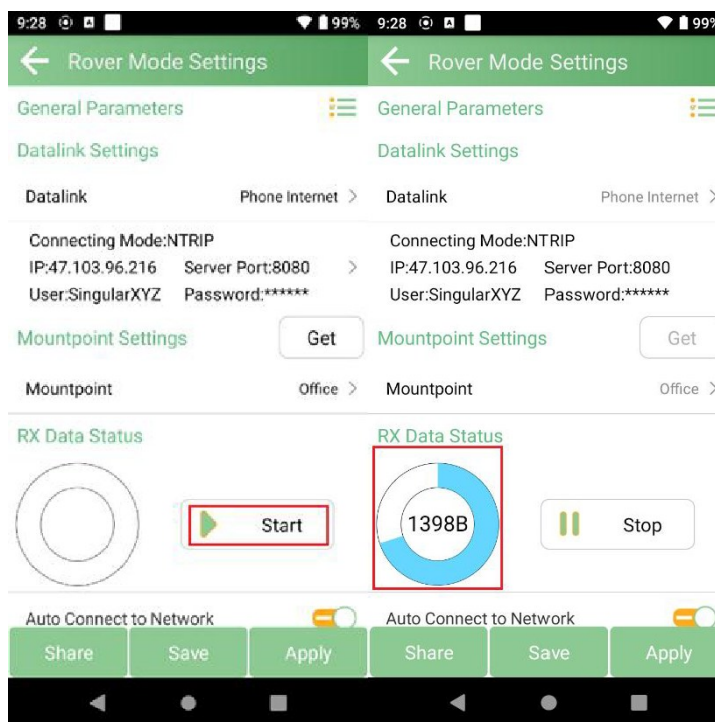 9:28 99%
Rover Mode Settings
General Parameters
Datalink Settings
Datalink Phone Internet >
Connecting Mode:NTRIP
IP:47.103.96.216 Server Port:8080 >
User:SingularXYZ Password:******
Mountpoint Settings Get
Mountpoint Office >
RX Data Status
Start
Auto Connect to Network
Share Save Apply
9:28 99%
Rover Mode Settings
General Parameters
Datalink Settings
Datalink Phone Internet >
Connecting Mode:NTRIP
IP:47.103.96.216 Server Port:8080
User:SingularXYZ Password:******
Mountpoint Settings Get
Mountpoint Office >
RX Data Status
1398B Stop
Auto Connect to Network
Share Save Apply